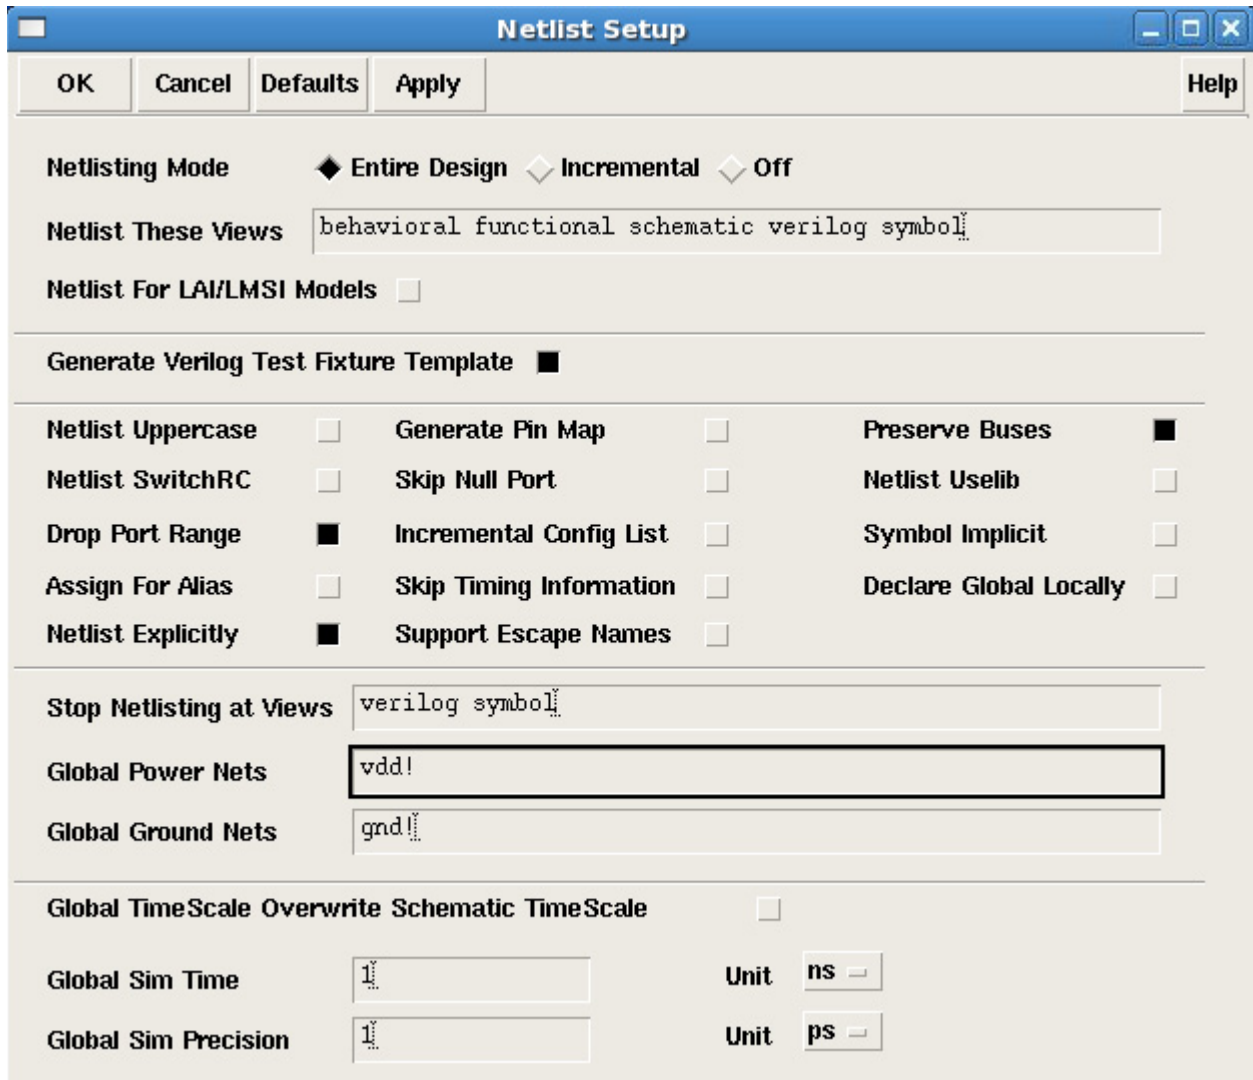 Netlist Setup
OK Cancel Defaults Apply Help
Netlisting Mode Entire Design Incremental Off
Netlist These Views behavioral functional schematic verilog symbol
Netlist For LAI/LMSI Models
Generate Verilog Test Fixture Template
Netlist Uppercase Generate Pin Map Preserve Buses
Netlist SwitchRC Skip Null Port Netlist Uselib
Drop Port Range Incremental Config List Symbol Implicit
Assign For Alias Skip Timing Information Declare Global Locally
Netlist Explicitly Support Escape Names
Stop Netlisting at Views verilog symbol
Global Power Nets vdd!
Global Ground Nets gnd!
Global TimeScale Overwrite Schematic TimeScale
Global Sim Time 1 Unit ns
Global Sim Precision 1 Unit ps